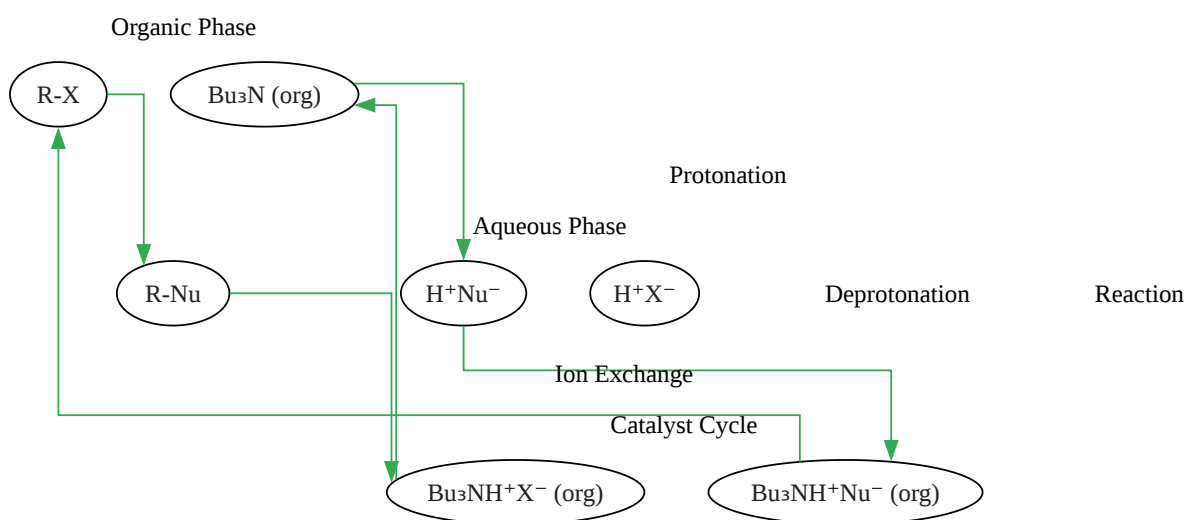 Organic Phase
R-X
Bu₃N (org)
Protonation
Aqueous Phase
R-Nu
H⁺Nu⁻
H⁺X⁻
Deprotonation
Reaction
Ion Exchange
Catalyst Cycle
Bu₃NH⁺X⁻ (org)
Bu₃NH⁺Nu⁻ (org)